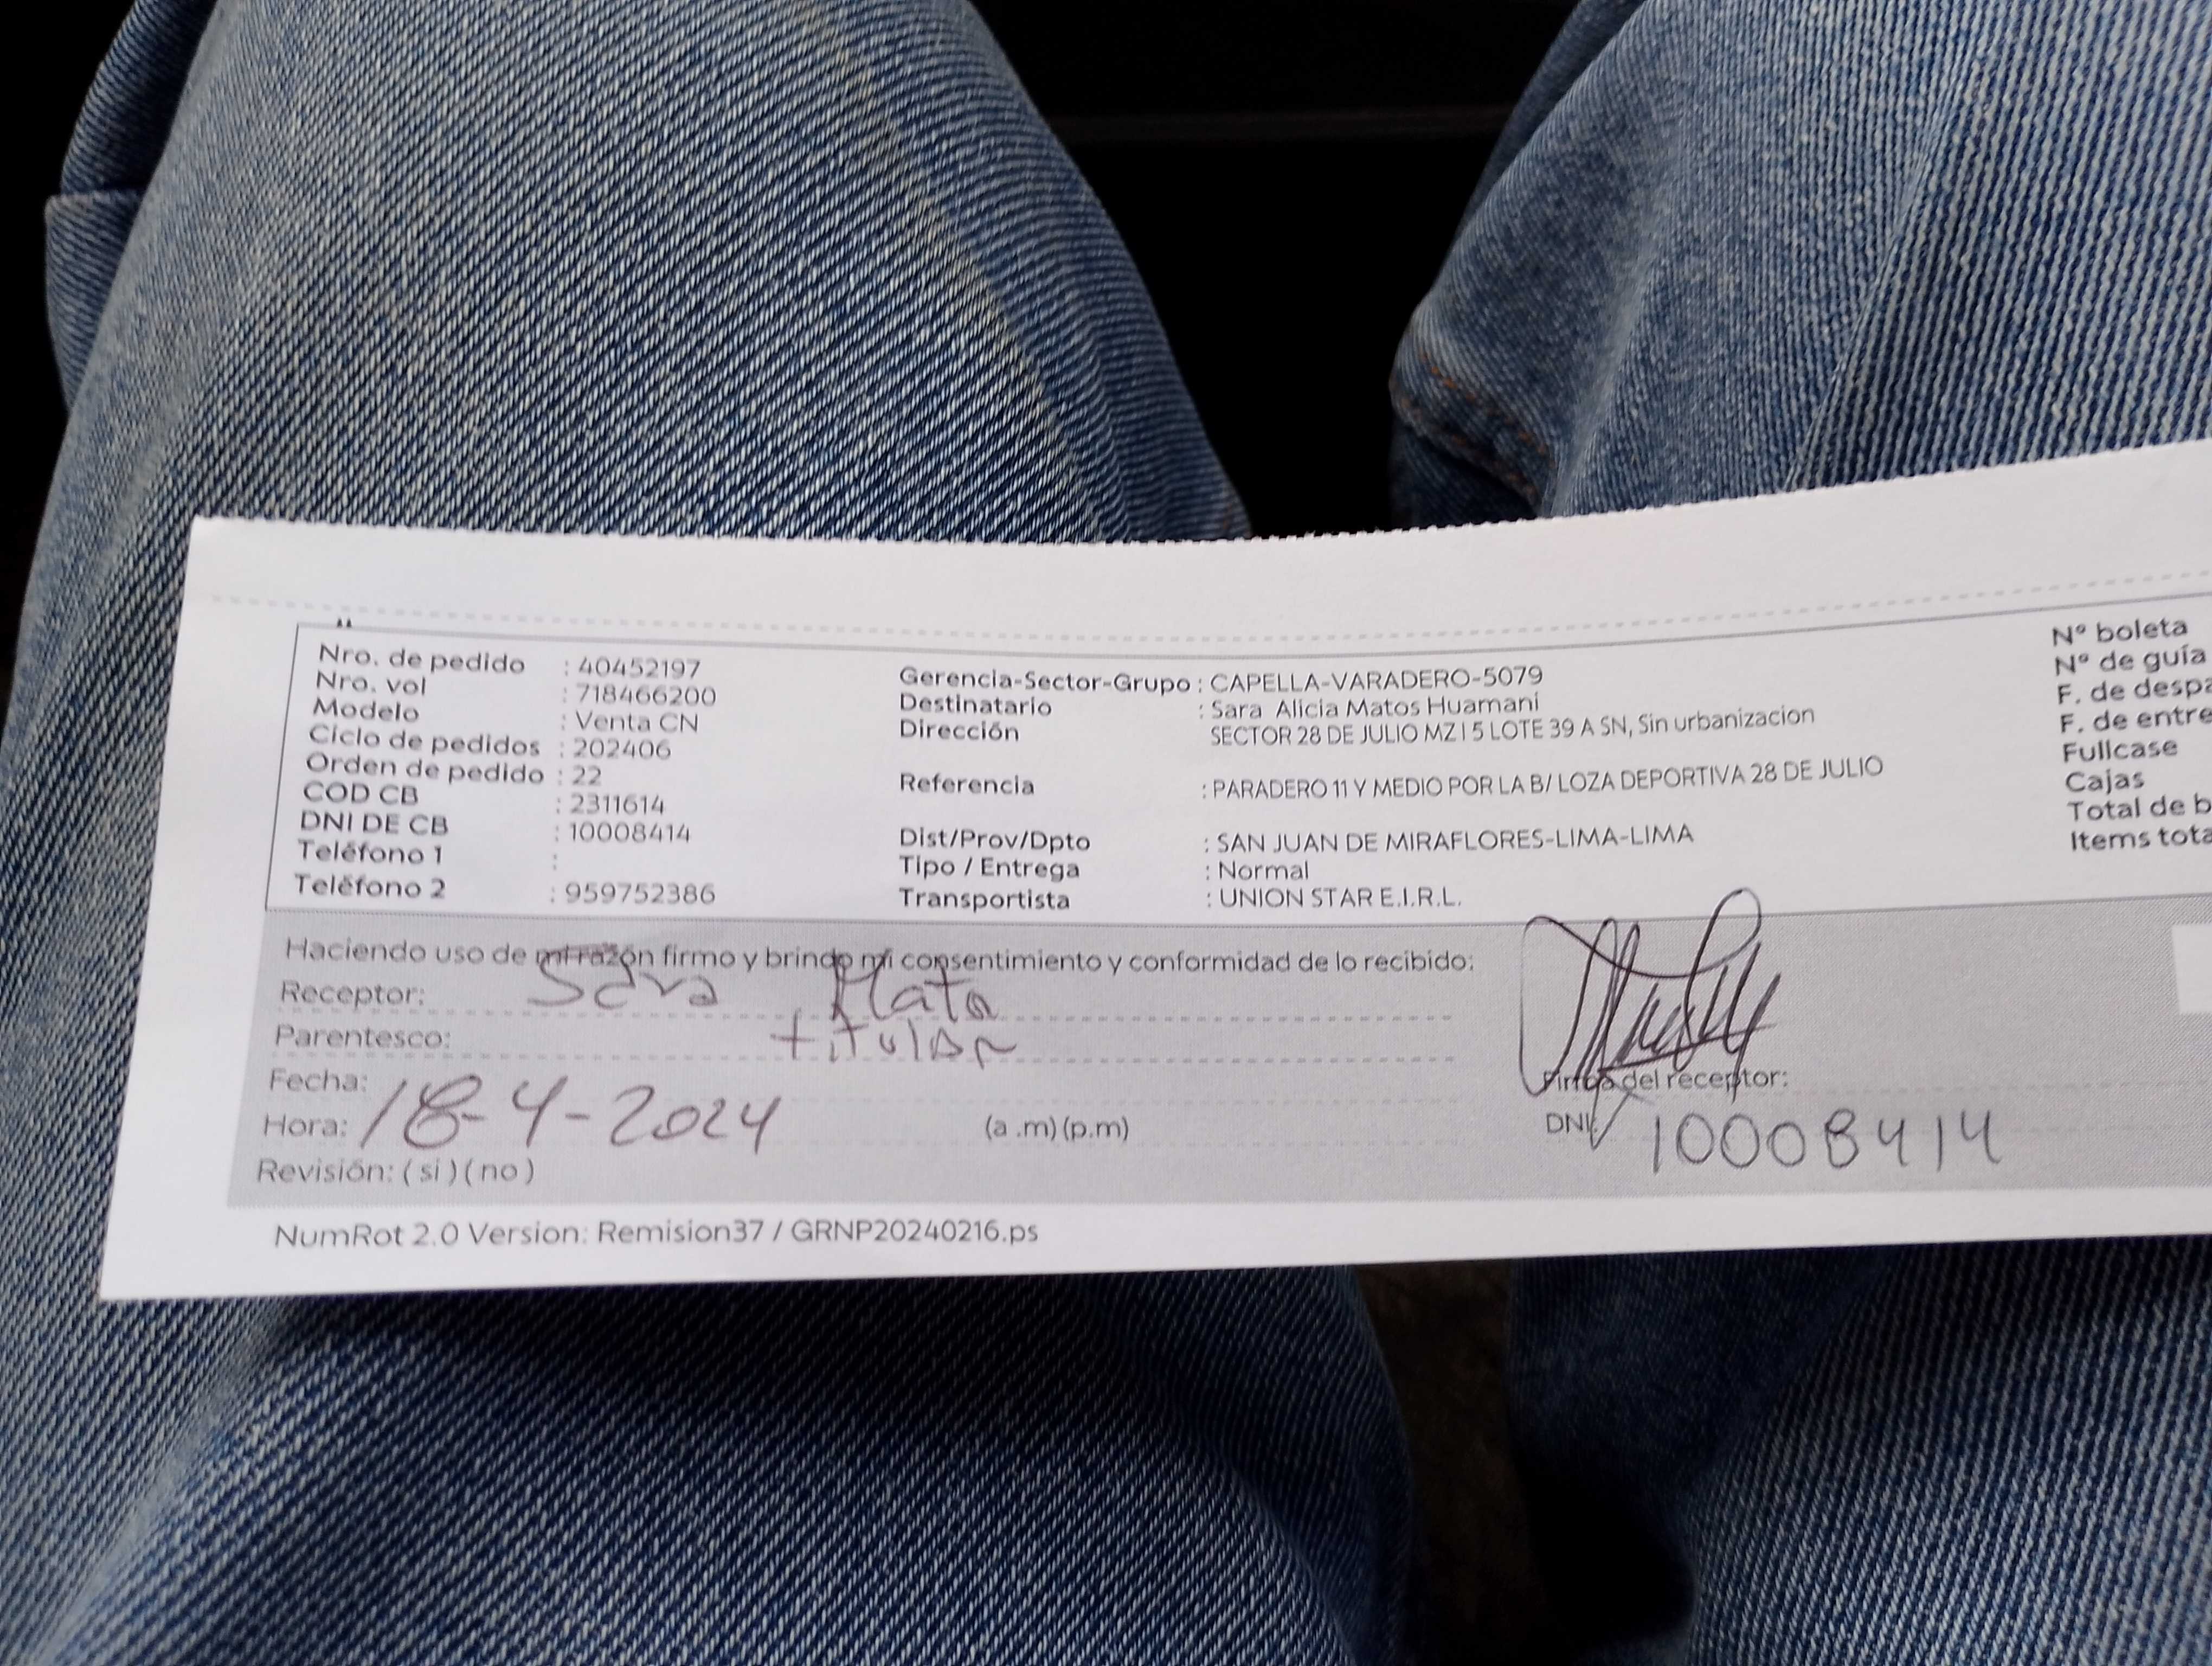 Nro. de pedido : 40452197
Nro. vol : 718466200
Modelo : Venta CN
Ciclo de pedidos : 202406
Orden de pedido : 22
COD CB : 2311614
DNI DE CB : 10008414
Teléfono 1 :
Teléfono 2 : 959752386
Gerencia-Sector-Grupo : CAPELLA-VARADERO-5079
Destinatario : Sara Alicia Matos Huamani
Dirección SECTOR 28 DE JULIO MZ I 5 LOTE 39 A SN, Sin urbanizacion
Referencia : PARADERO 11 Y MEDIO POR LA B/ LOZA DEPORTIVA 28 DE JULIO
Dist/Prov/Dpto : SAN JUAN DE MIRAFLORES-LIMA-LIMA
Tipo / Entrega : Normal
Transportista : UNION STAR E.I.R.L.
Nº boleta
Nº de guía
F. de despa
F. de entre
Fullcase
Cajas
Total de b
Items tota
Haciendo uso de mi razón firmo y brindo mi consentimiento y conformidad de lo recibido:
Receptor: Sara Mato
Parentesco: titular
Fecha: 18-4-2024
Hora: (a .m) (p.m)
Revisión: ( si ) ( no )
Firma del receptor:
DNI: 10008414
NumRot 2.0 Version: Remision37 / GRNP20240216.ps